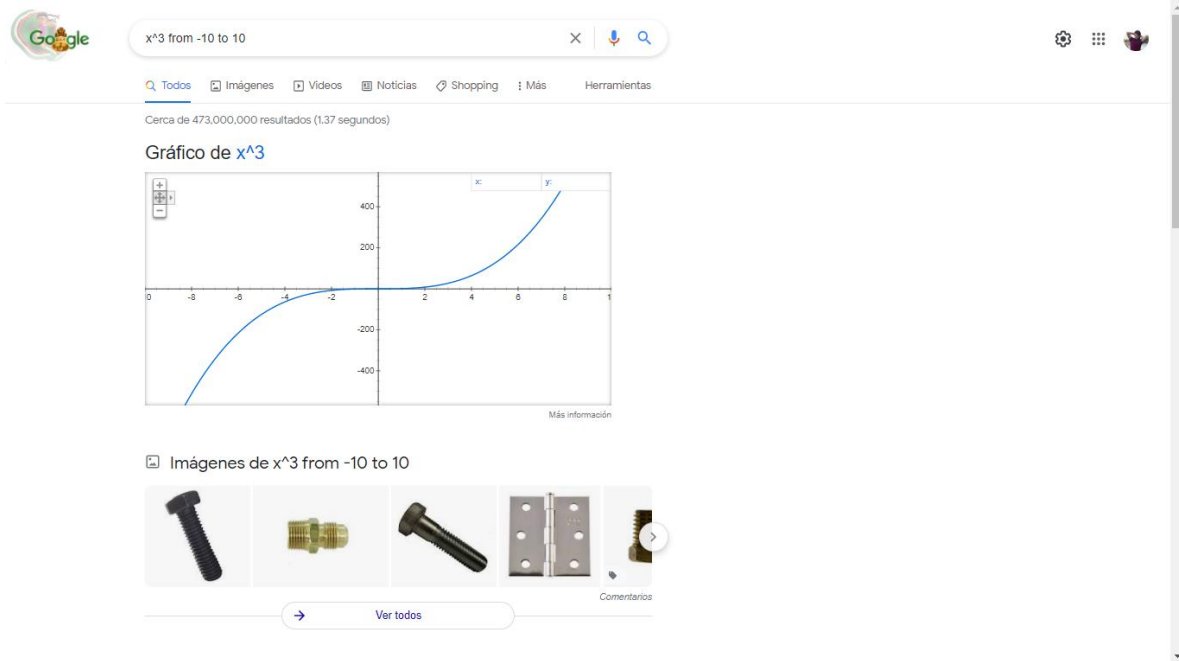 Google
x^3 from -10 to 10
Todos Imágenes Videos Noticias Shopping Más Herramientas
Cerca de 473,000,000 resultados (1,37 segundos)
Gráfico de x^3
x: y:
400
200
0 -8 -6 -4 -2 2 4 6 8 1
-200
-400
Más información
Imágenes de x^3 from -10 to 10
Comentarios
Ver todos